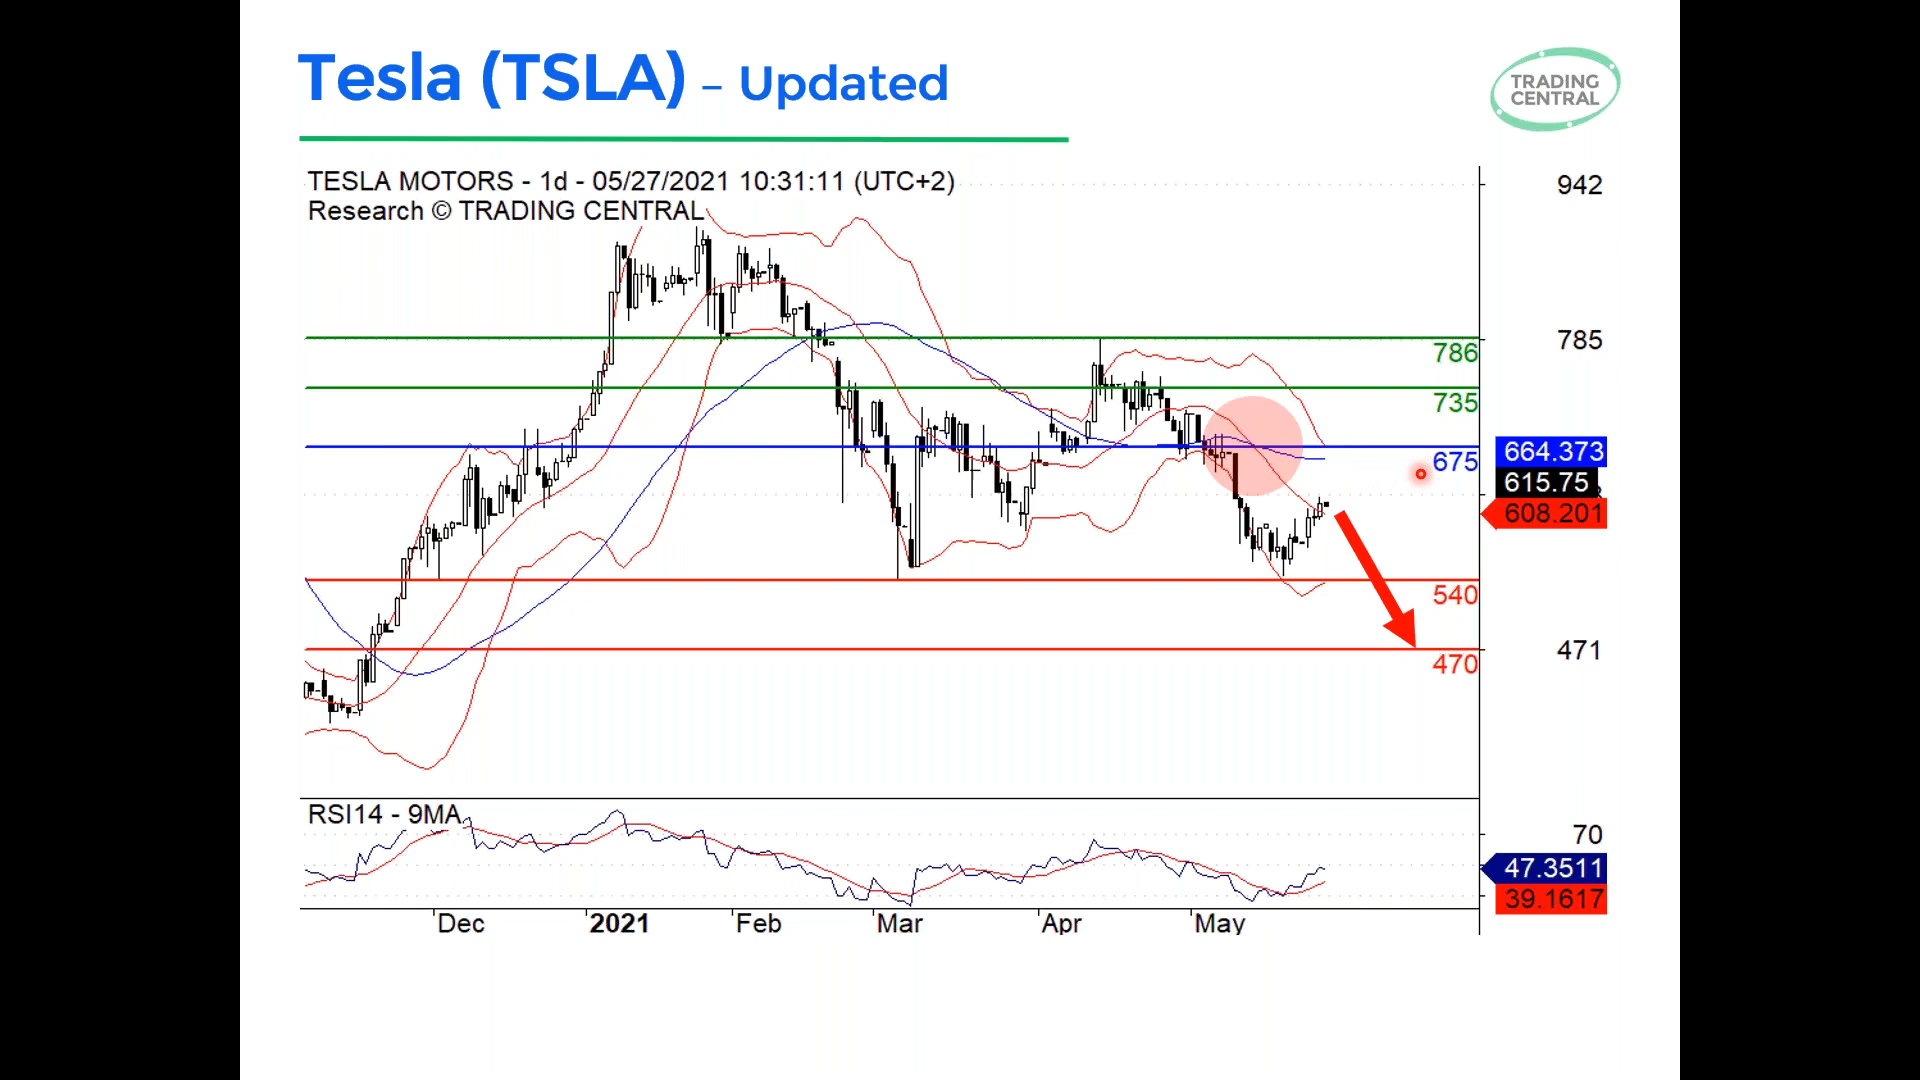 Tesla (TSLA) – Updated
TRADING
CENTRAL
TESLA MOTORS - 1d - 05/27/2021 10:31:11 (UTC+2)
Research © TRADING CENTRAL
942
786
785
735
675
664.373
615.75
608.201
540
470
471
RSI14 - 9MA
70
47.3511
39.1617
Dec 2021 Feb Mar Apr May